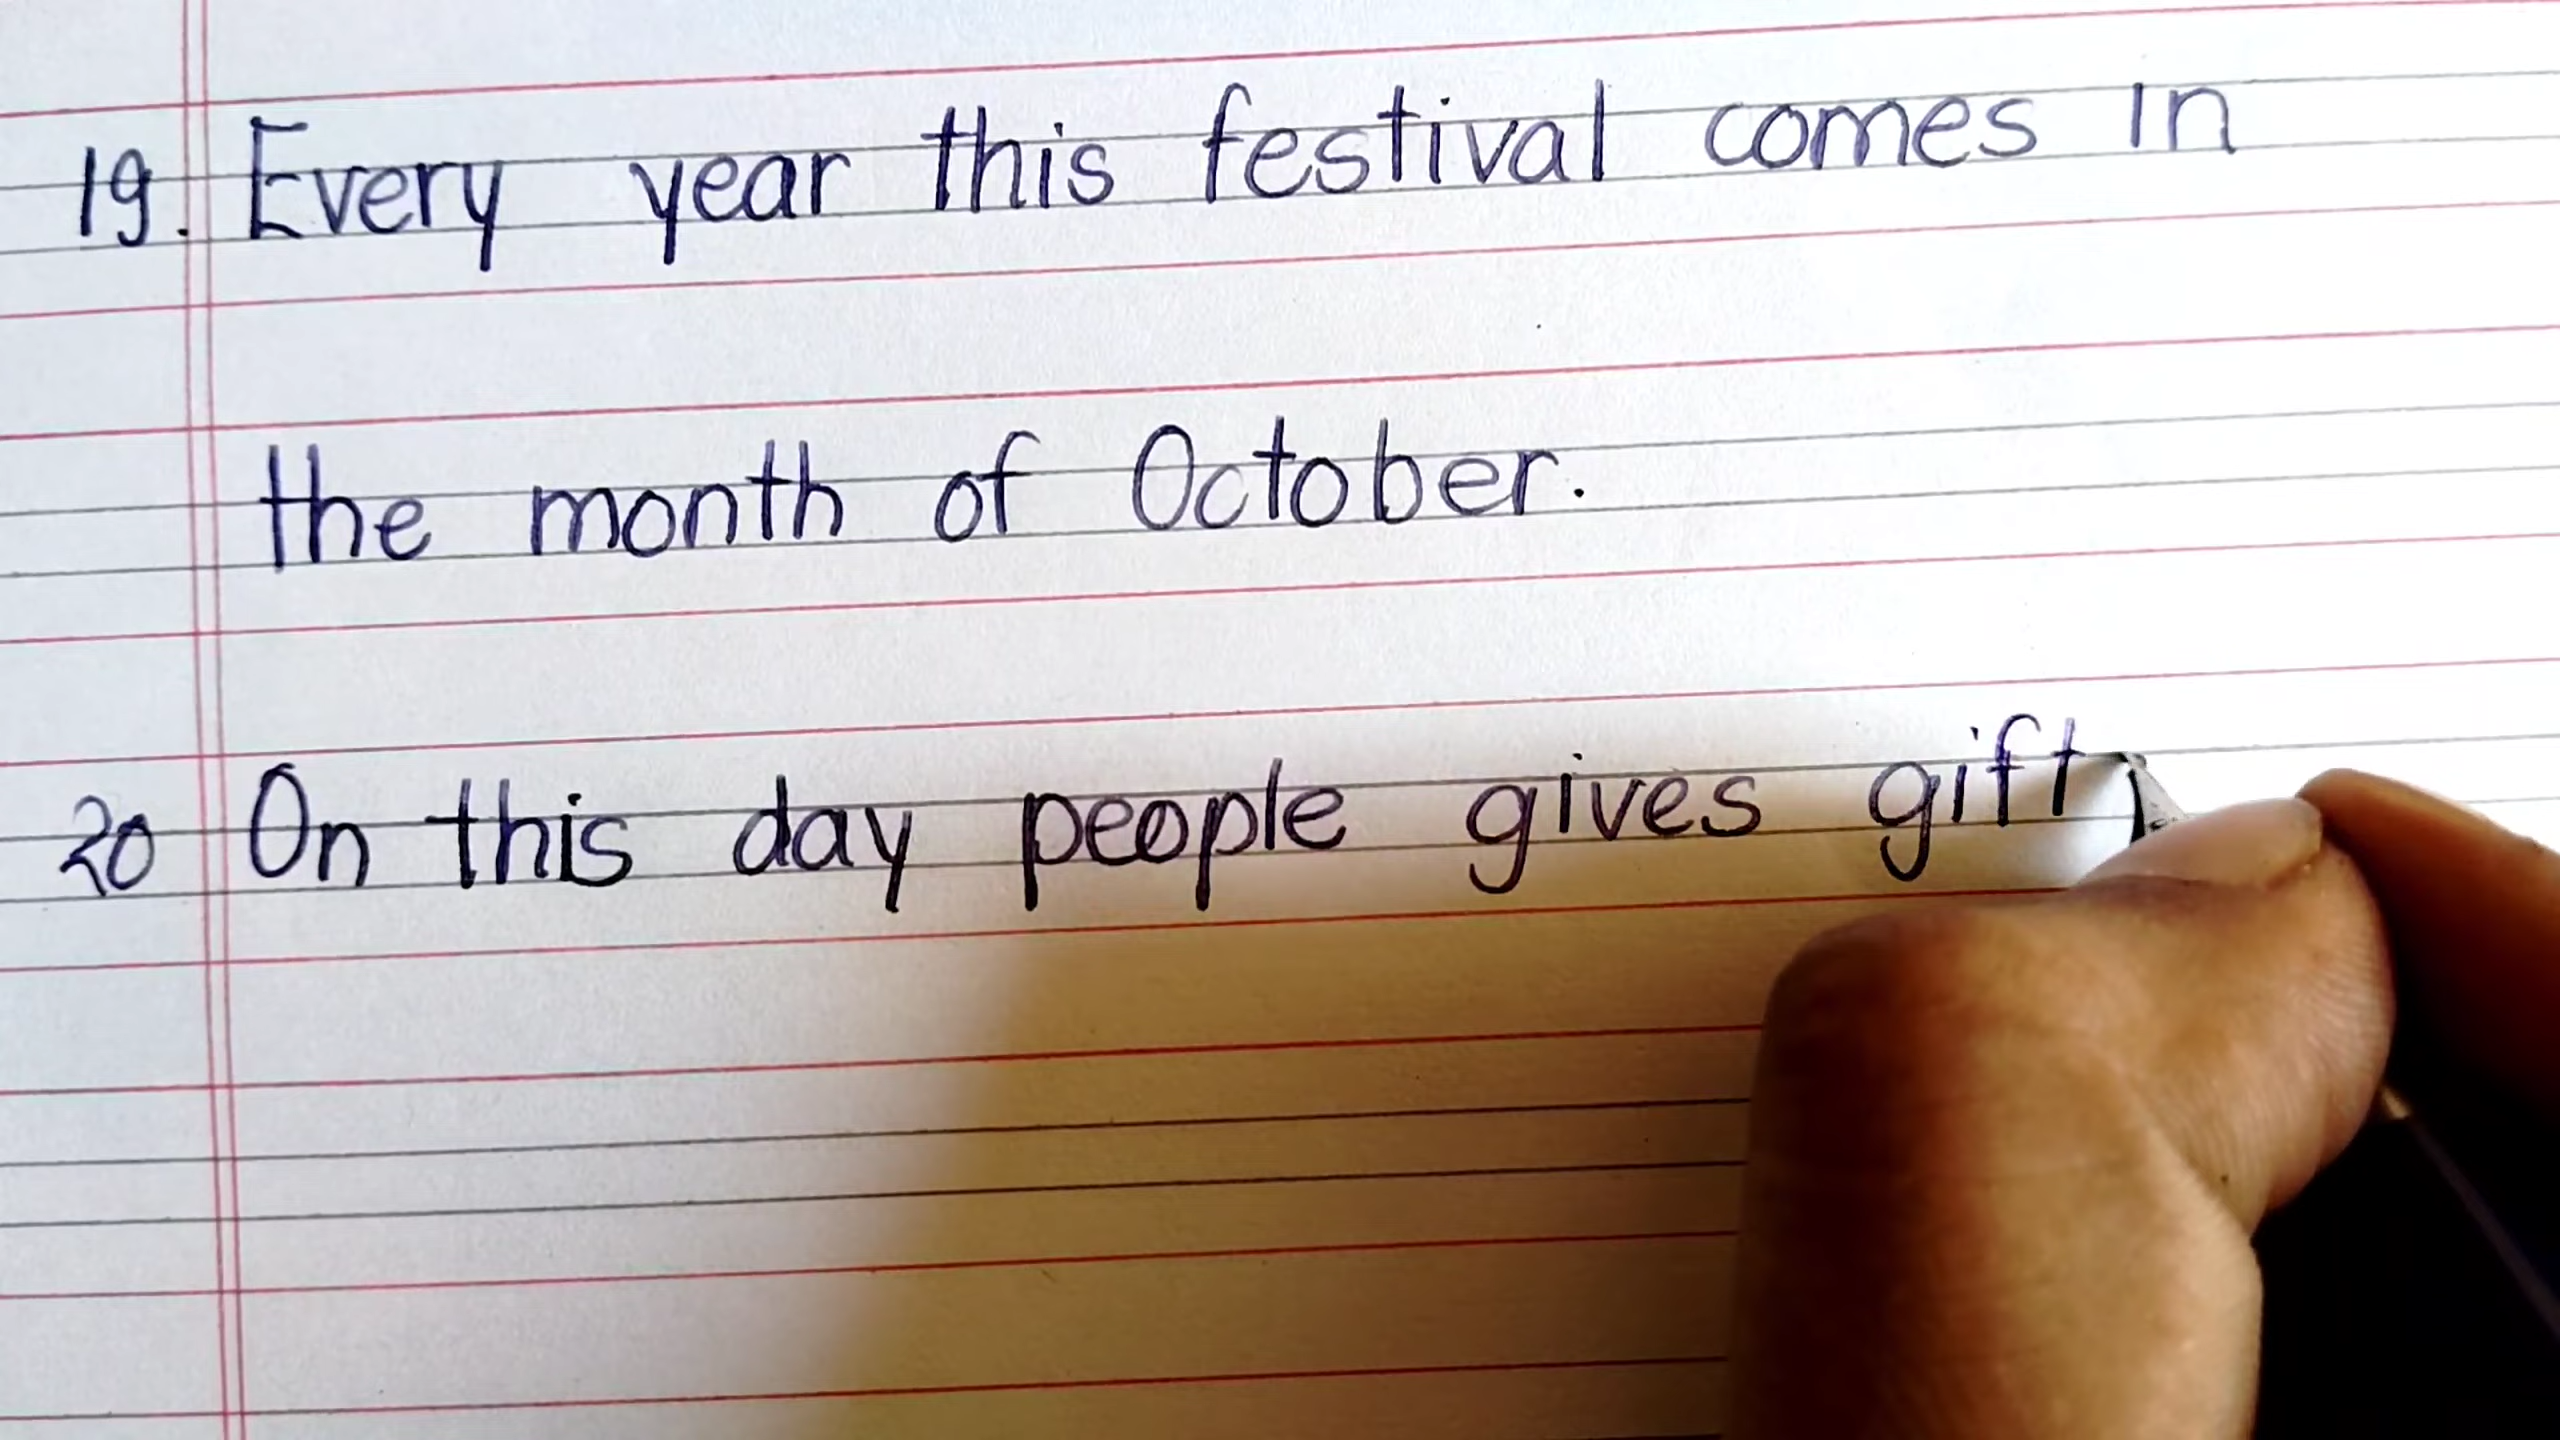 19. Every year this festival comes in
the month of October.
20 On this day people gives gift